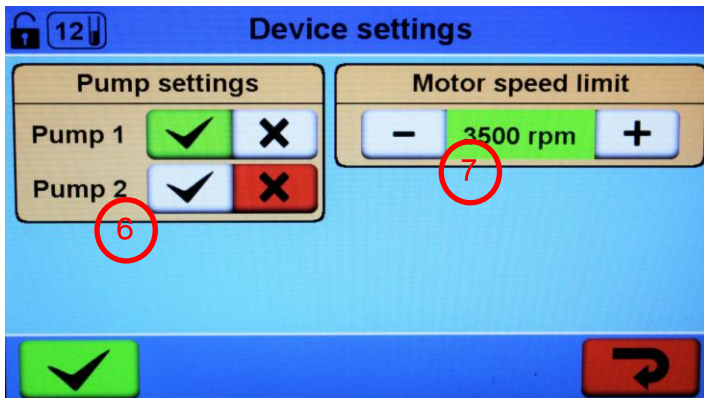 12
Device settings
Pump settings
Pump 1
Pump 2
6
Motor speed limit
- 3500 rpm +
7